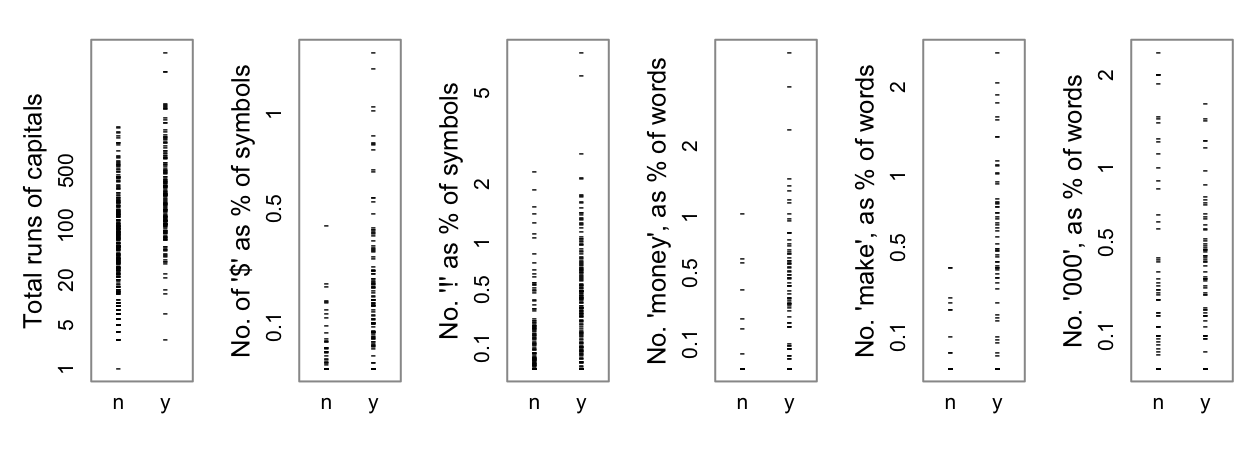 Total runs of capitals
1 5 20 100 500
n y
No. of '$' as % of symbols
0.1 0.5 1
n y
No. '!' as % of symbols
0.1 0.5 1 2 5
n y
No. 'money', as % of words
0.1 0.5 1 2
n y
No. 'make', as % of words
0.1 0.5 1 2
n y
No. '000', as % of words
0.1 0.5 1 2
n y